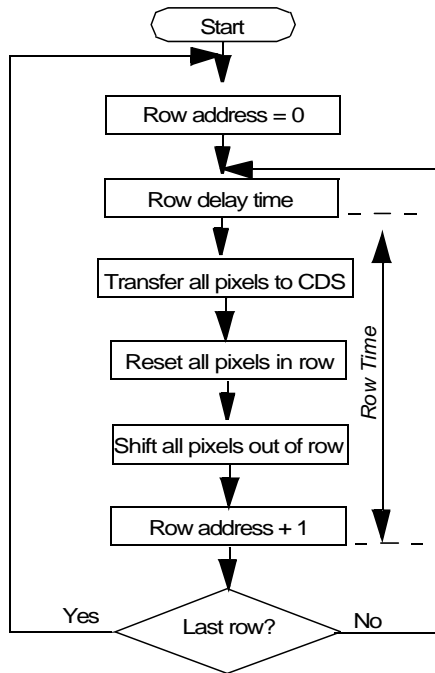 Start
Row address = 0
Row delay time
Transfer all pixels to CDS
Reset all pixels in row
Row Time
Shift all pixels out of row
Row address + 1
Yes
Last row?
No